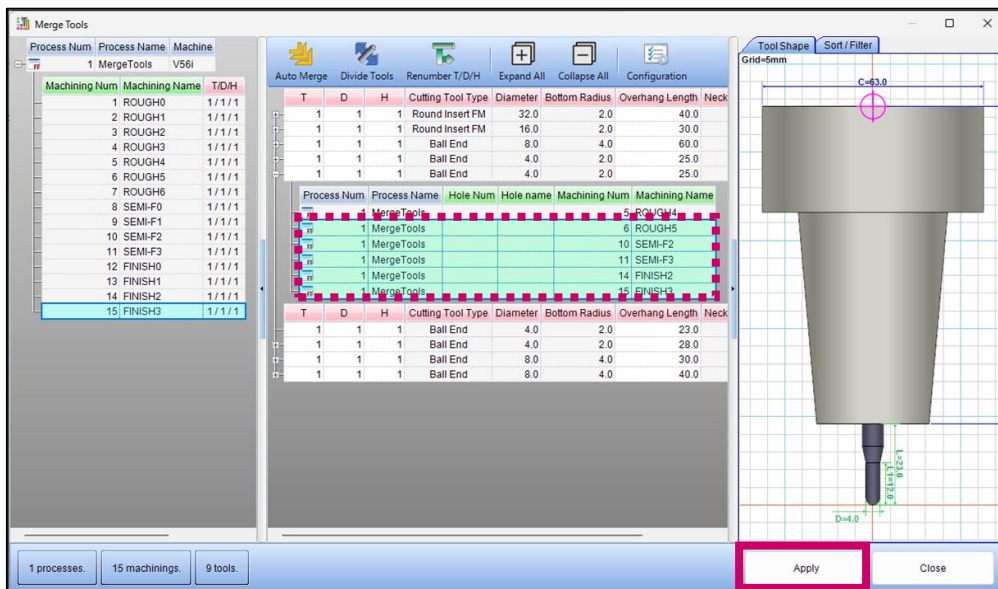 Merge Tools
Process Num Process Name Machine
1 MergeTools V56i
Machining Num Machining Name T/D/H
1 ROUGH0 1/1/1
2 ROUGH1 1/1/1
3 ROUGH2 1/1/1
4 ROUGH3 1/1/1
5 ROUGH4 1/1/1
6 ROUGH5 1/1/1
7 ROUGH6 1/1/1
8 SEMI-F0 1/1/1
9 SEMI-F1 1/1/1
10 SEMI-F2 1/1/1
11 SEMI-F3 1/1/1
12 FINISH0 1/1/1
13 FINISH1 1/1/1
14 FINISH2 1/1/1
15 FINISH3 1/1/1
Auto Merge Divide Tools Renumber T/D/H Expand All Collapse All Configuration
T D H Cutting Tool Type Diameter Bottom Radius Overhang Length Neck
1 1 1 Round Insert FM 32.0 2.0 40.0
1 1 1 Round Insert FM 16.0 2.0 30.0
1 1 1 Ball End 8.0 4.0 60.0
1 1 1 Ball End 4.0 2.0 25.0
1 1 1 Ball End 4.0 2.0 25.0
Process Num Process Name Hole Num Hole name Machining Num Machining Name
1 MergeTools 5 ROUGH4
1 MergeTools 6 ROUGH5
1 MergeTools 10 SEMI-F2
1 MergeTools 11 SEMI-F3
1 MergeTools 14 FINISH2
1 MergeTools 15 FINISH3
T D H Cutting Tool Type Diameter Bottom Radius Overhang Length Neck
1 1 1 Ball End 4.0 2.0 23.0
1 1 1 Ball End 4.0 2.0 28.0
1 1 1 Ball End 8.0 4.0 30.0
1 1 1 Ball End 8.0 4.0 40.0
Tool Shape Sort / Filter
Grid=5mm
C=63.0
L=23.0
L1=12.0
D=4.0
1 processes. 15 machinings. 9 tools.
Apply Close